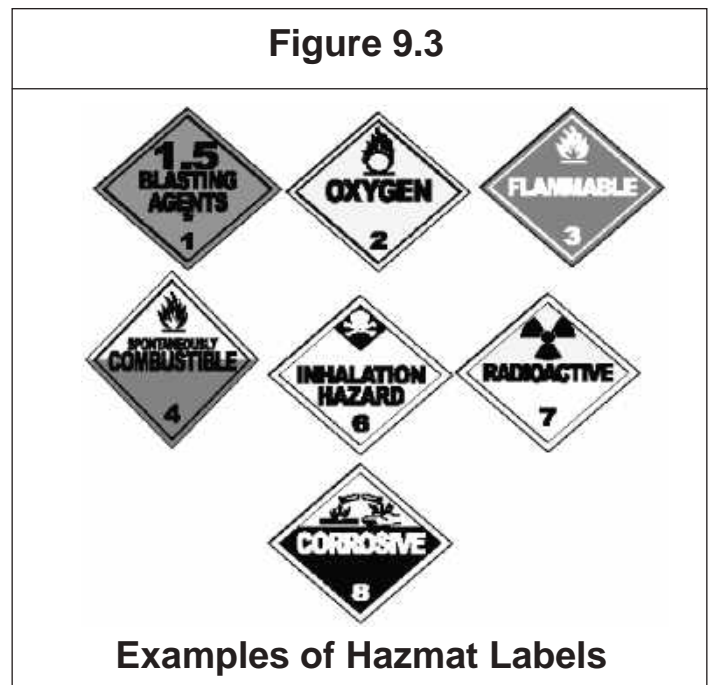 Figure 9.3
1.5
BLASTING
AGENTS
1
OXYGEN
2
FLAMMABLE
3
SPONTANEOUSLY
COMBUSTIBLE
4
INHALATION
HAZARD
6
RADIOACTIVE
7
CORROSIVE
8
Examples of Hazmat Labels